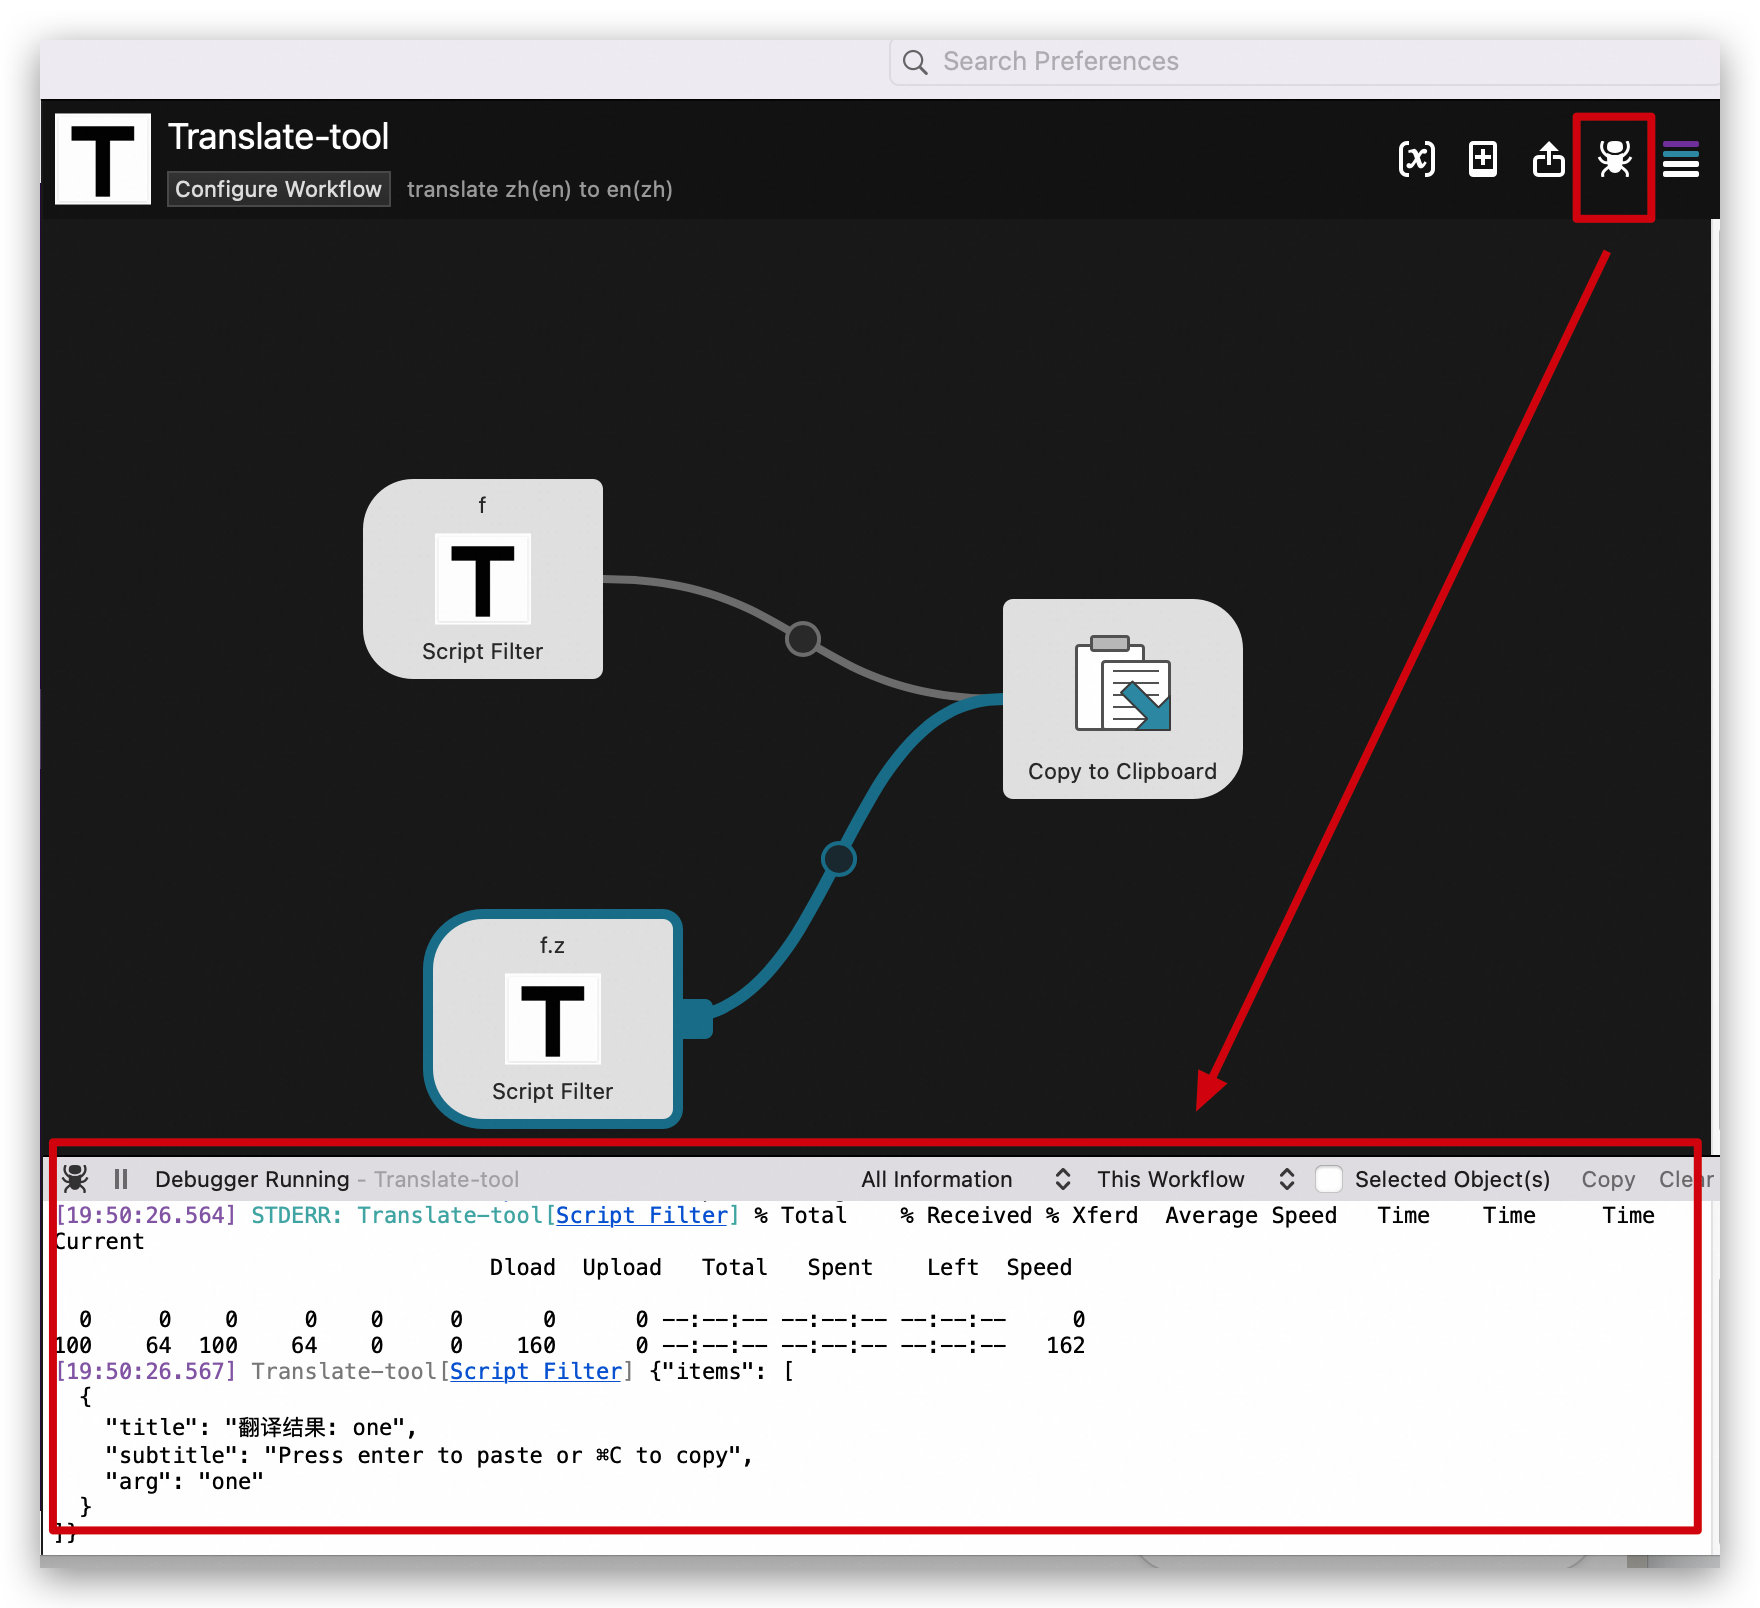 Search Preferences
T
Translate-tool
Configure Workflow translate zh(en) to en(zh)
f
T
Script Filter
Copy to Clipboard
f.z
T
Script Filter
Debugger Running - Translate-tool All Information This Workflow Selected Object(s) Copy Clear
[19:50:26.564] STDERR: Translate-tool[Script Filter] % Total % Received % Xferd Average Speed Time Time Time
Current
Dload Upload Total Spent Left Speed
0 0 0 0 0 0 0 0 --:--:-- --:--:-- --:--:-- 0
100 64 100 64 0 0 160 0 --:--:-- --:--:-- --:--:-- 162
[19:50:26.567] Translate-tool[Script Filter] {"items": [
{
"title": "翻译结果: one",
"subtitle": "Press enter to paste or ⌘C to copy",
"arg": "one"
}
]}